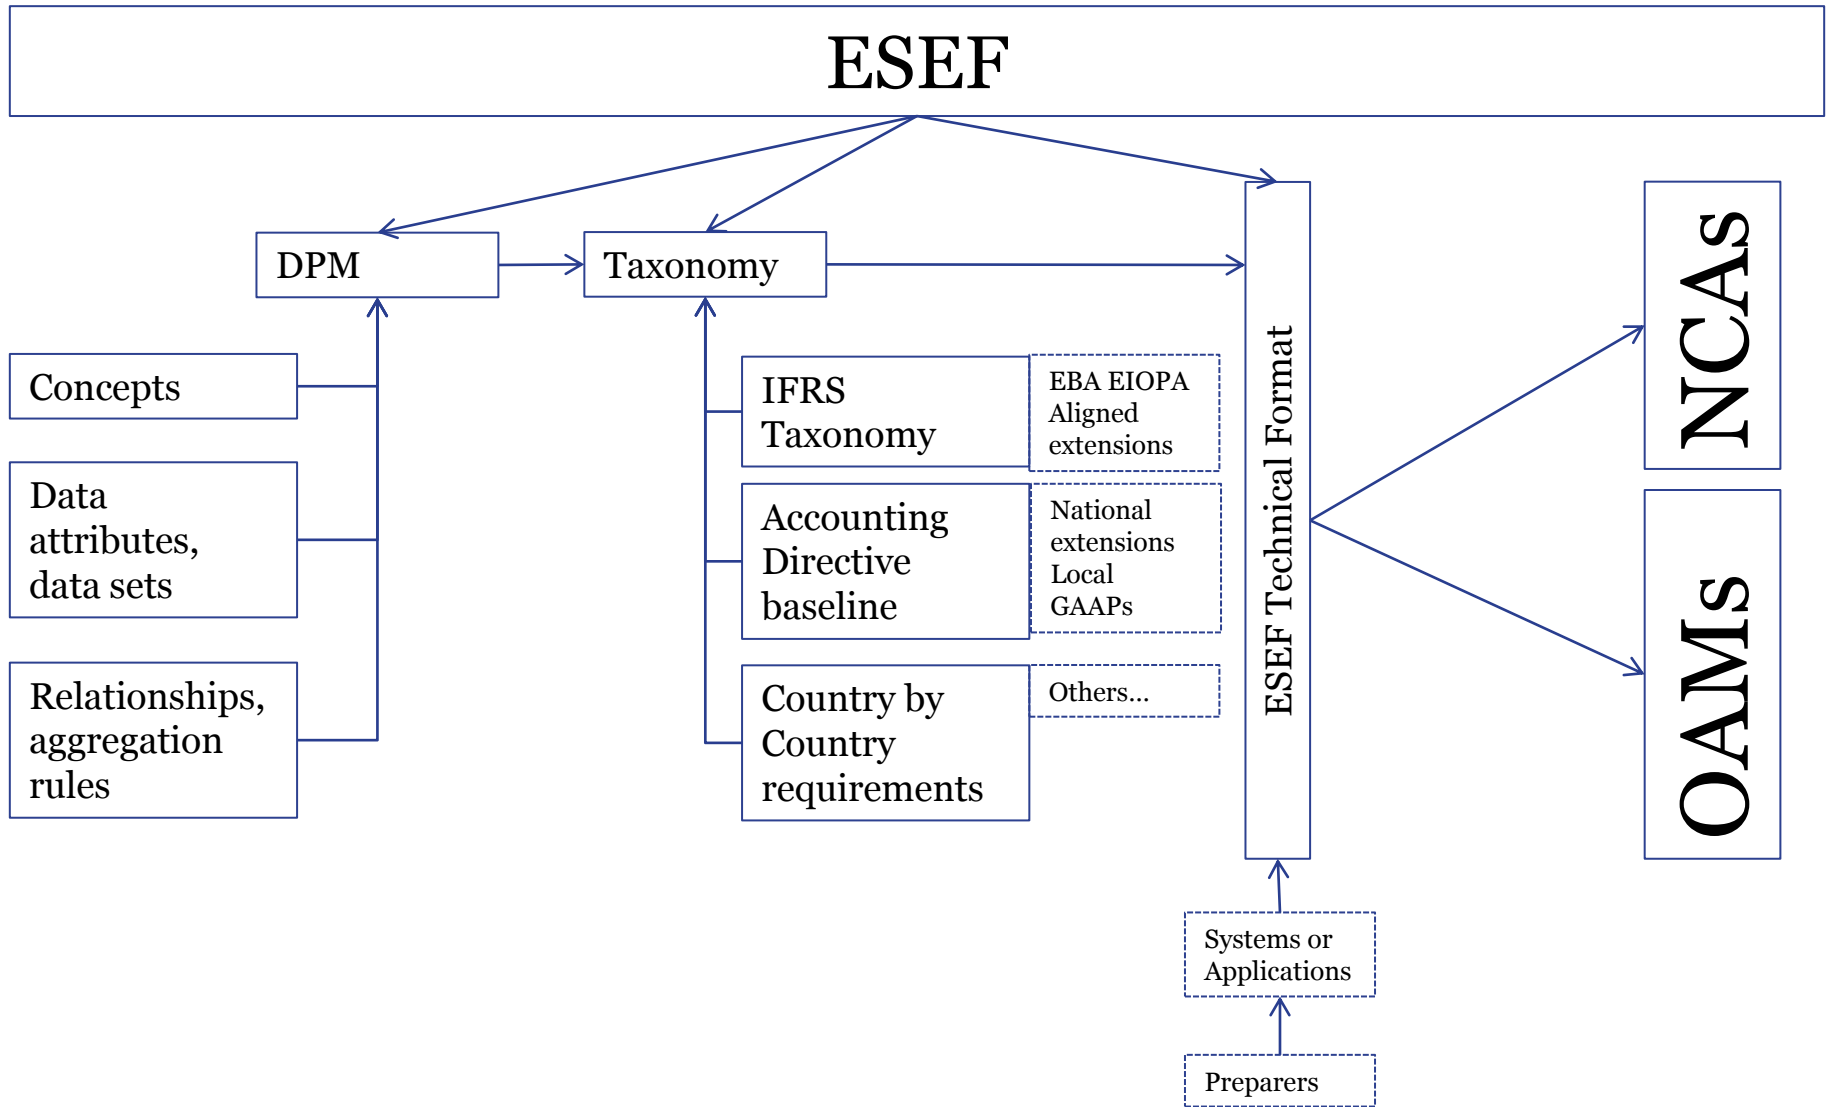 ESEF
DPM
Taxonomy
Concepts
Data
attributes,
data sets
Relationships,
aggregation
rules
IFRS
Taxonomy
EBA EIOPA
Aligned
extensions
Accounting
Directive
baseline
National
extensions
Local
GAAPs
Country by
Country
requirements
Others...
ESEF Technical Format
NCAs
OAMs
Systems or
Applications
Preparers